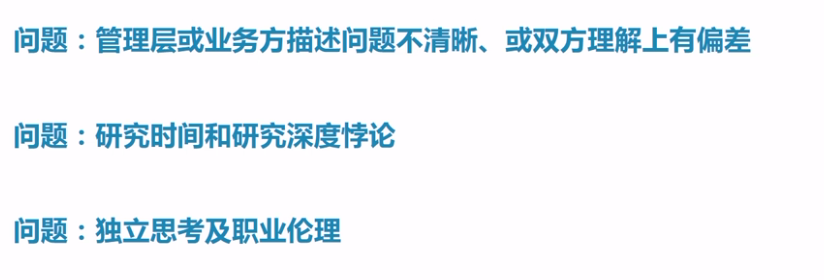 问题：管理层或业务方描述问题不清晰、或双方理解上有偏差
问题：研究时间和研究深度悖论
问题：独立思考及职业伦理